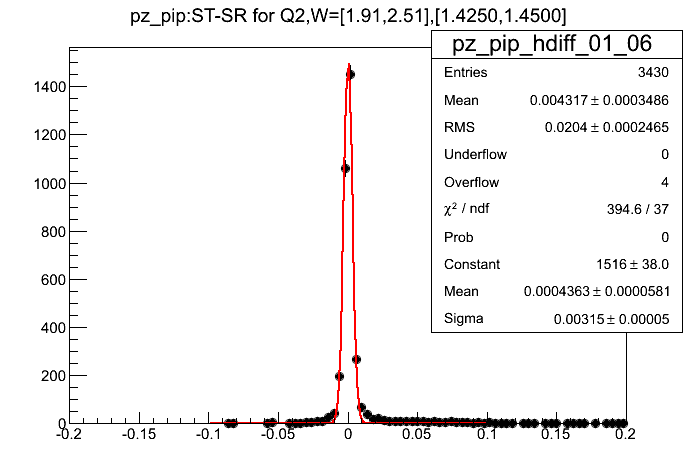 pz_pip:ST-SR for Q2,W=[1.91,2.51],[1.4250,1.4500]
pz_pip_hdiff_01_06
Entries 3430
Mean 0.004317 ± 0.0003486
RMS 0.0204 ± 0.0002465
Underflow 0
Overflow 4
χ² / ndf 394.6 / 37
Prob 0
Constant 1516 ± 38.0
Mean 0.0004363 ± 0.0000581
Sigma 0.00315 ± 0.00005
1400
1200
1000
800
600
400
200
0
-0.2 -0.15 -0.1 -0.05 0 0.05 0.1 0.15 0.2